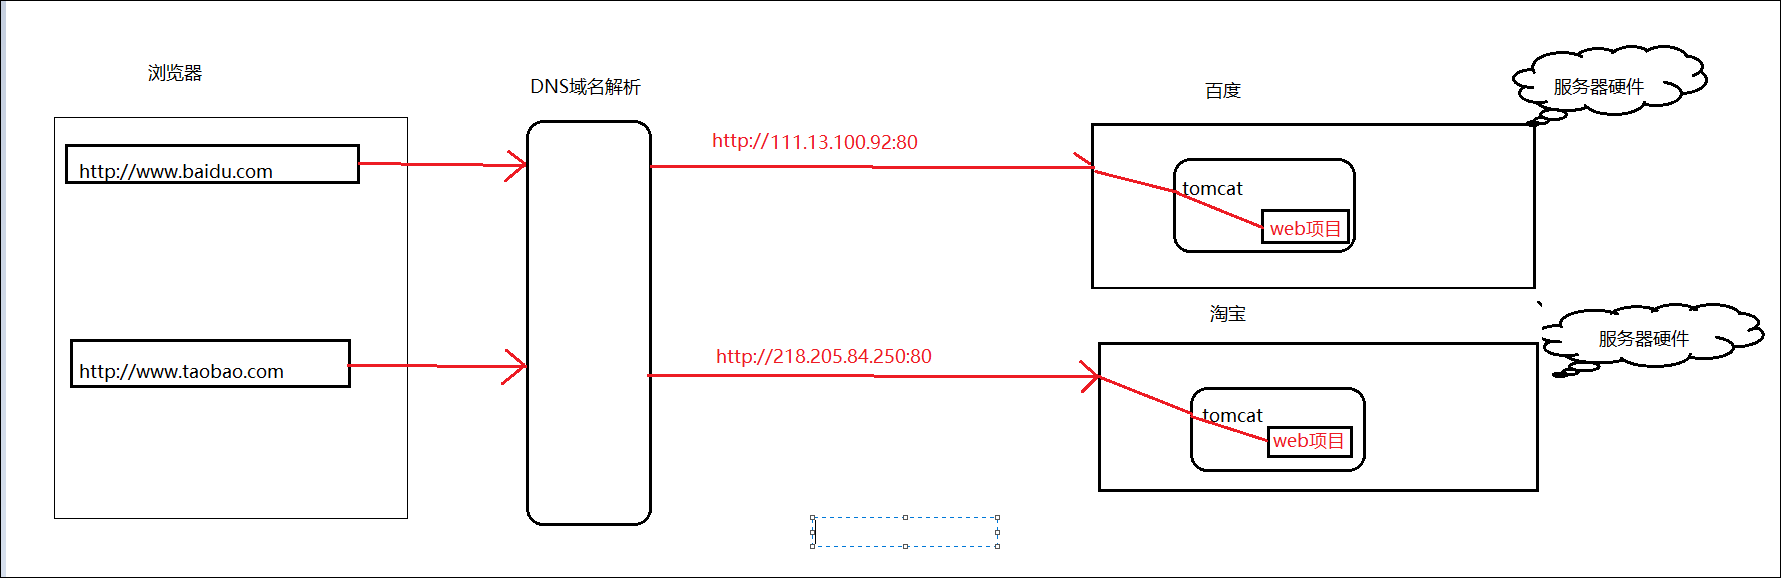 浏览器
DNS域名解析
百度
服务器硬件
http://www.baidu.com
http://111.13.100.92:80
tomcat
web项目
淘宝
服务器硬件
http://www.taobao.com
http://218.205.84.250:80
tomcat
web项目